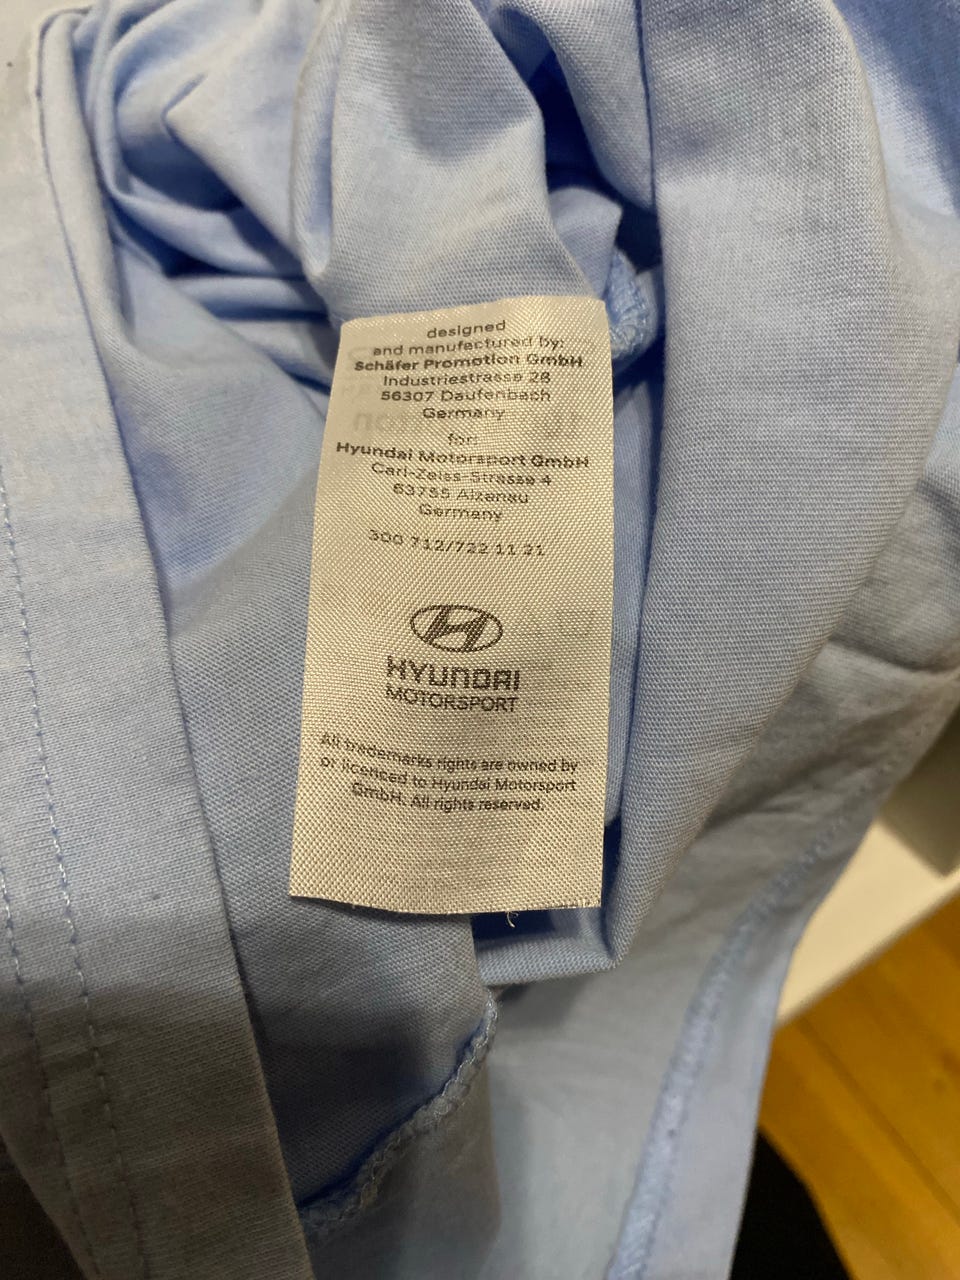 designed
and manufactured by:
Schäfer Promotion GmbH
Industriestrasse 28
56307 Daufenbach
Germany
for:
Hyundai Motorsport GmbH
Carl-Zeiss-Strasse 4
63755 Alzenau
Germany
300 712/722 11 21
HYUNDAI
MOTORSPORT
All trademarks rights are owned by
or licenced to Hyundai Motorsport
GmbH. All rights reserved.